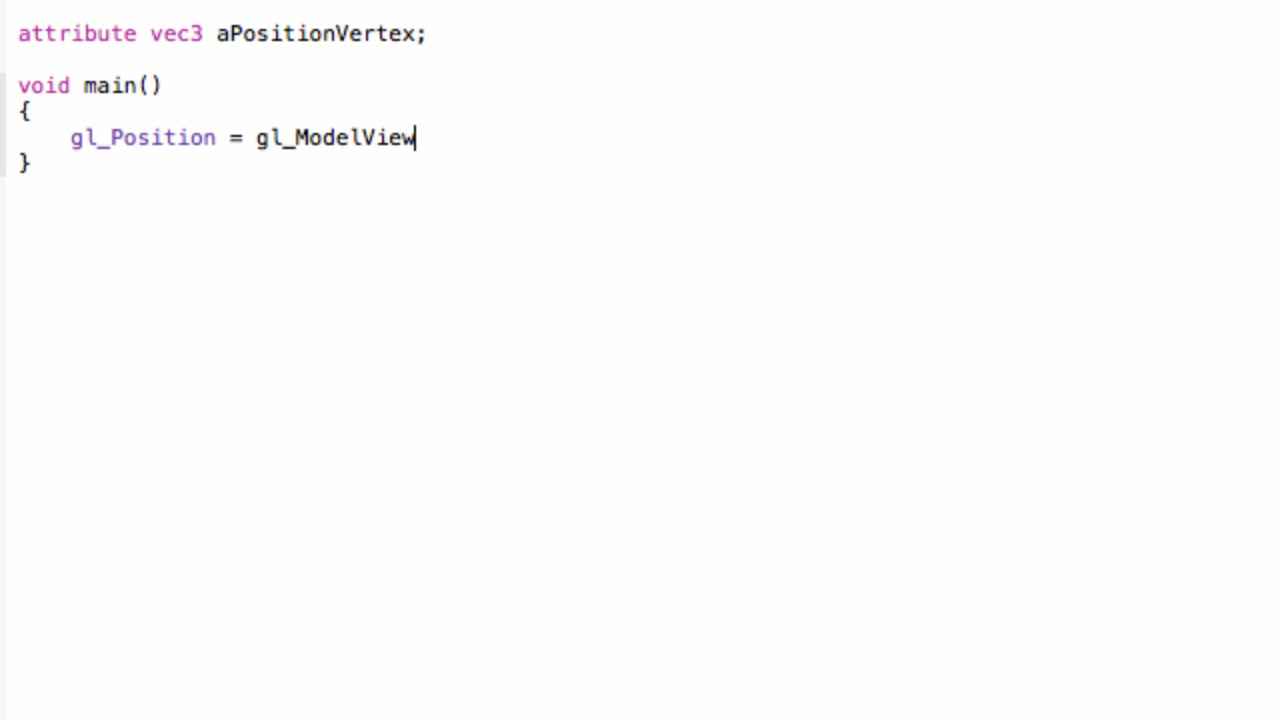 attribute vec3 aPositionVertex;
void main()
{
    gl_Position = gl_ModelView
}